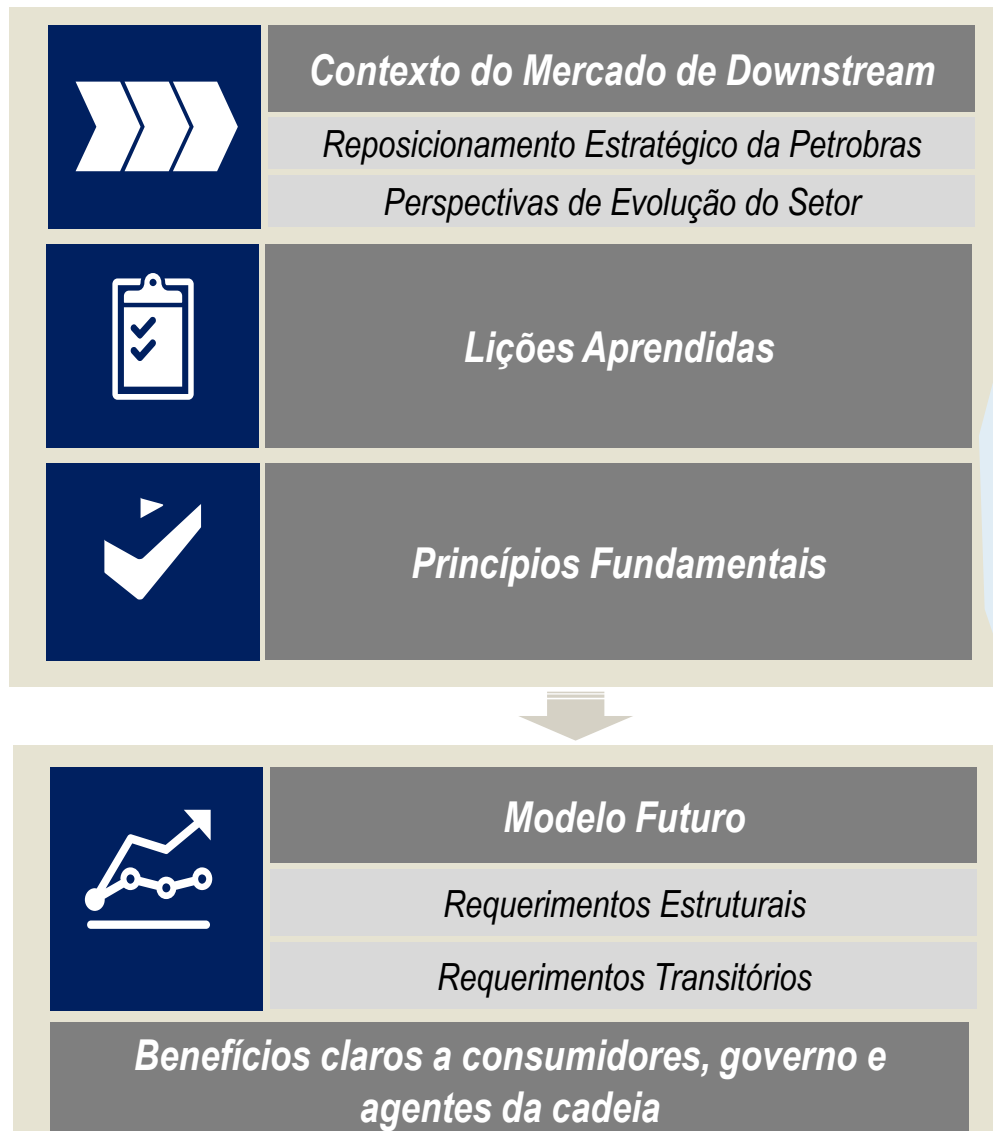 Contexto do Mercado de Downstream
Reposicionamento Estratégico da Petrobras
Perspectivas de Evolução do Setor
Lições Aprendidas
Princípios Fundamentais
Modelo Futuro
Requerimentos Estruturais
Requerimentos Transitórios
Benefícios claros a consumidores, governo e
agentes da cadeia